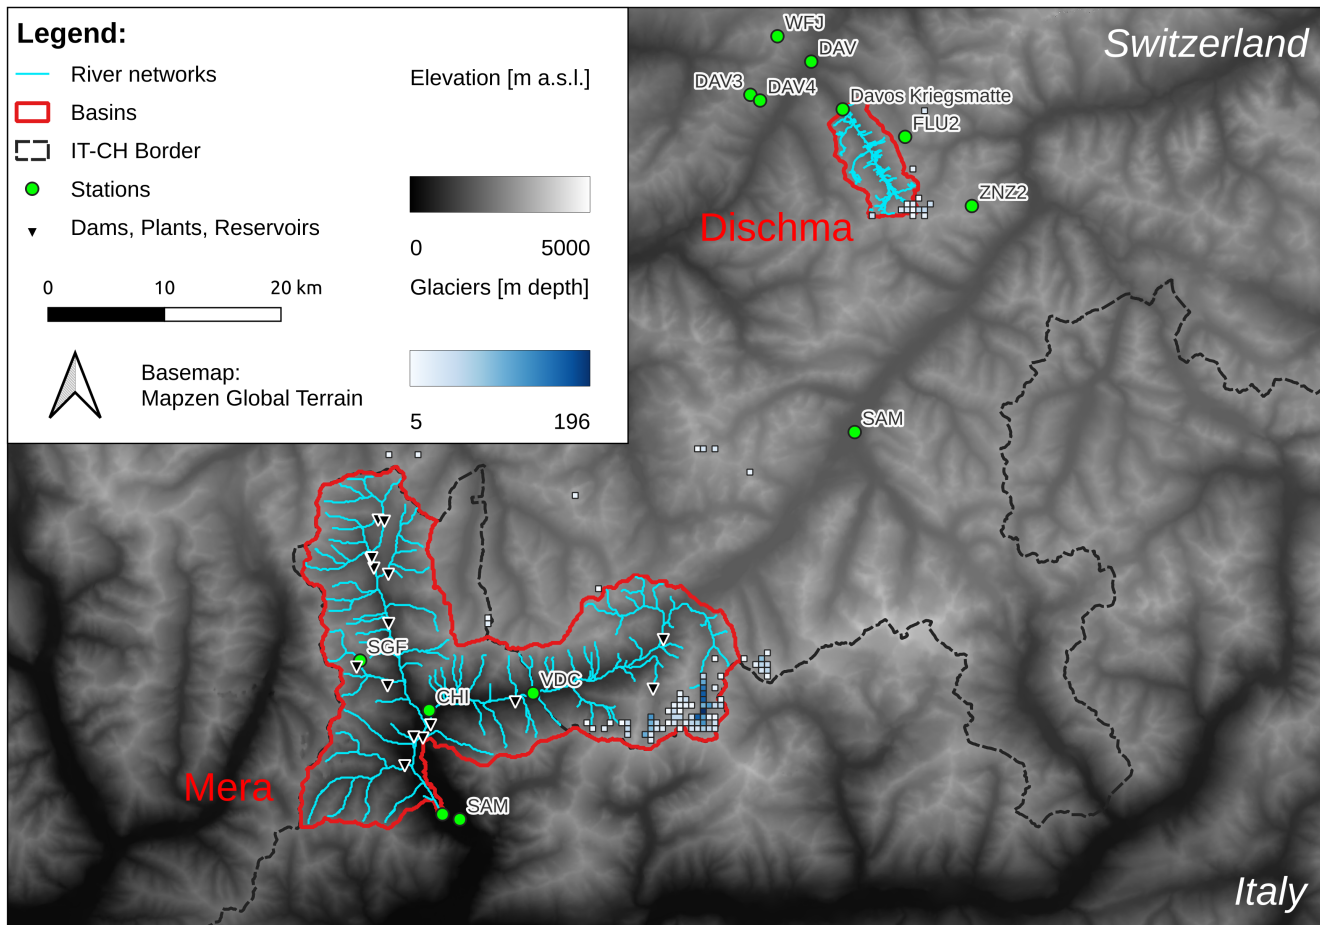 Legend:
River networks
Basins
IT-CH Border
Stations
Dams, Plants, Reservoirs
0 10 20 km
Basemap:
Mapzen Global Terrain
Elevation [m a.s.l.]
0 5000
Glaciers [m depth]
5 196
Switzerland
WFJ
DAV
DAV3
DAV4
Davos Kriegsmatte
FLU2
ZNZ2
Dischma
SAM
SGF
VDC
CHI
Mera
SAM
Italy